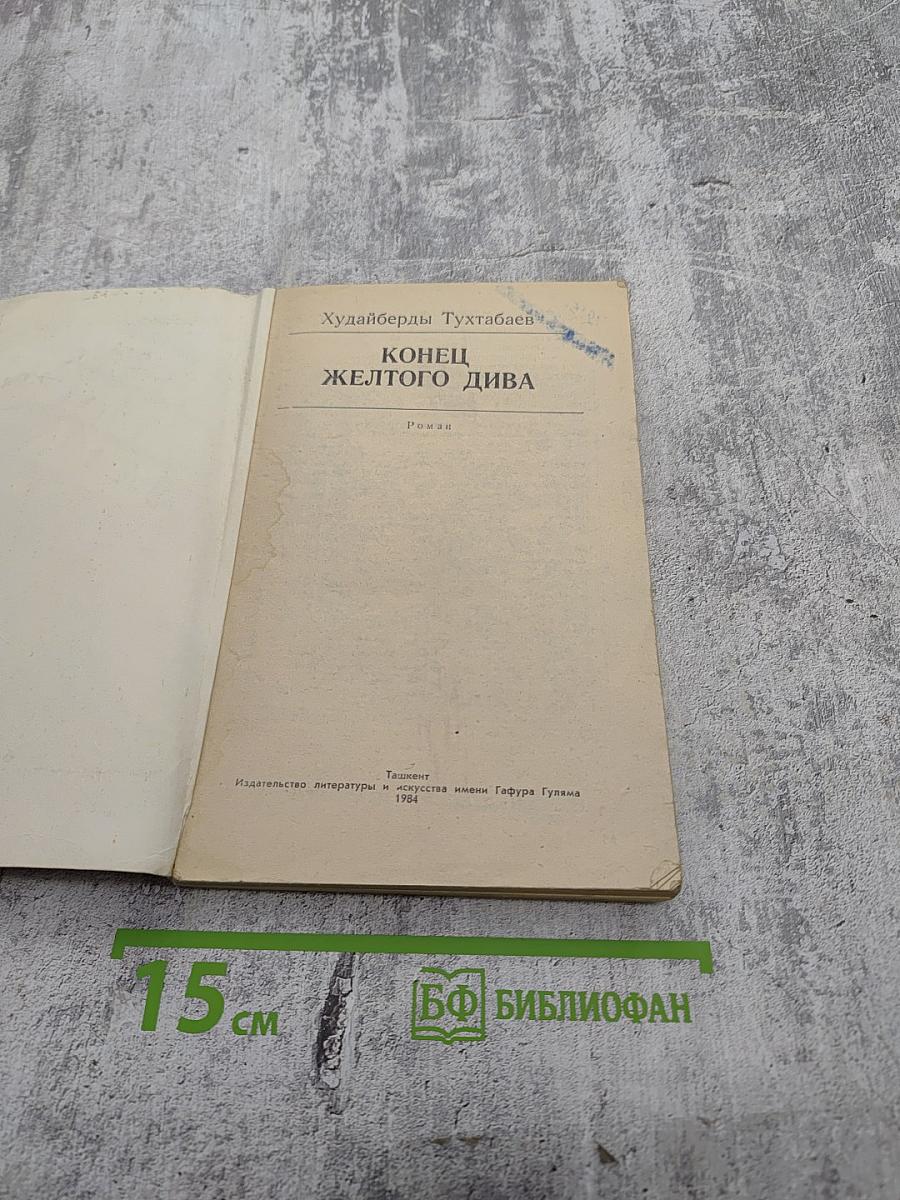 Худайберды Тухтабаев
КОНЕЦ
ЖЕЛТОГО ДИВА
Роман
Ташкент
Издательство литературы и искусства имени Гафура Гуляма
1984
15 см
БФ БИБЛИОФАН